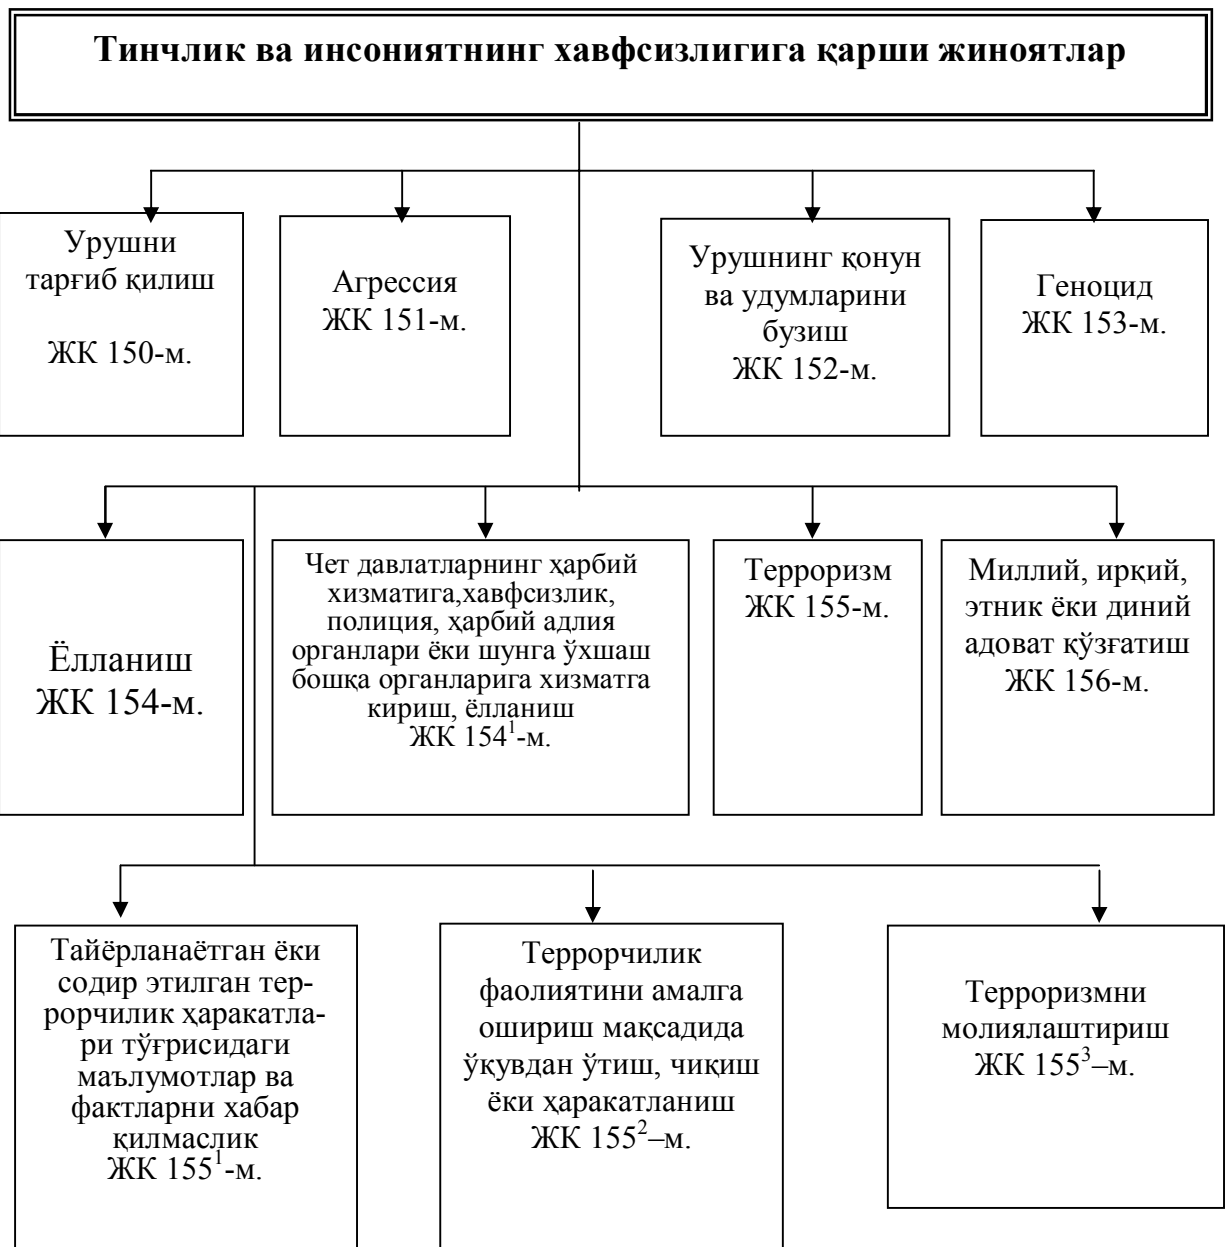 Тинчлик ва инсониятнинг хавфсизлигига қарши жиноятлар
Урушни
тарғиб қилиш
ЖК 150-м.
Агрессия
ЖК 151-м.
Урушнинг қонун
ва удумларини
бузиш
ЖК 152-м.
Геноцид
ЖК 153-м.
Ёлланиш
ЖК 154-м.
Чет давлатларнинг ҳарбий
хизматига,хавфсизлик,
полиция, ҳарбий адлия
органлари ёки шунга ўхшаш
бошқа органларига хизматга
кириш, ёлланиш
ЖК 154¹-м.
Терроризм
ЖК 155-м.
Миллий, ирқий,
этник ёки диний
адоват қўзғатиш
ЖК 156-м.
Тайёрланаётган ёки
содир этилган тер-
рорчилик ҳаракатла-
ри тўғрисидаги
маълумотлар ва
фактларни хабар
қилмаслик
ЖК 155¹-м.
Террорчилик
фаолиятини амалга
ошириш мақсадида
ўқувдан ўтиш, чиқиш
ёки ҳаракатланиш
ЖК 155²–м.
Терроризмни
молиялаштириш
ЖК 155³–м.